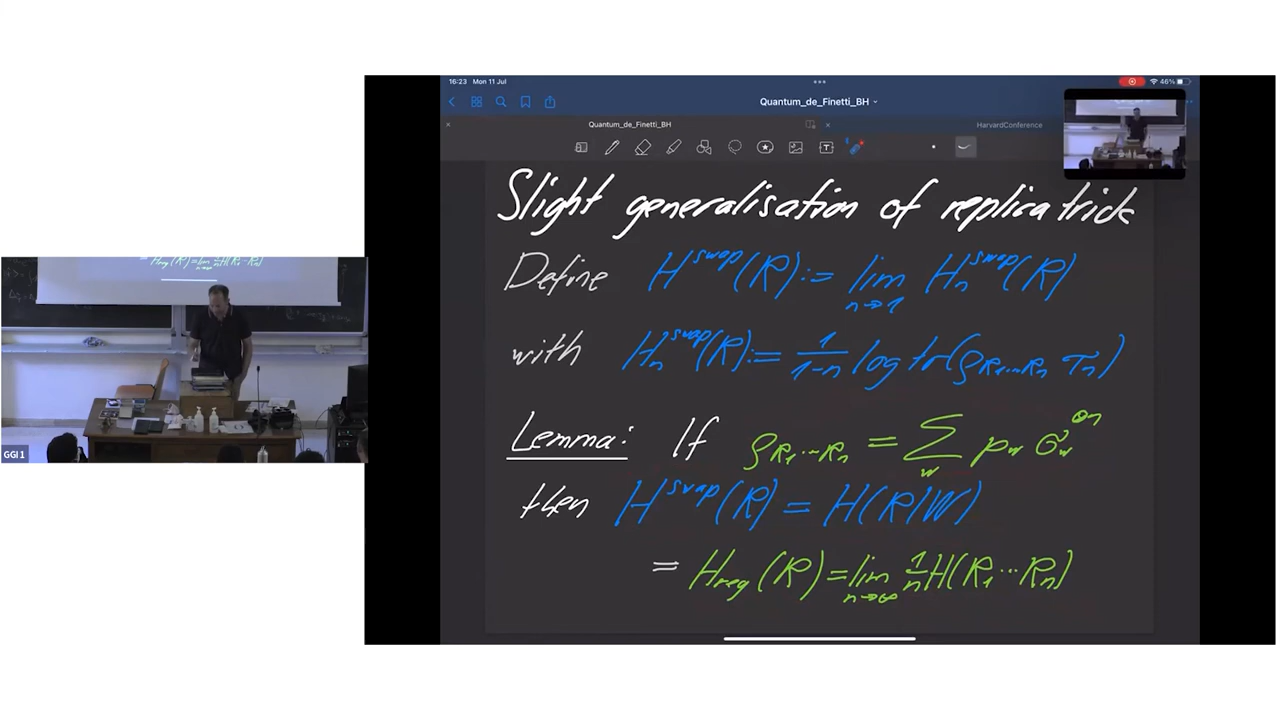 16:23 Mon 11 Jul
46%
Quantum_de_Finetti_BH
Quantum_de_Finetti_BH
HarvardConference
Slight generalisation of replica trick
Define H^swap(R) := lim_{n→1} H_n^swap(R)
with H_n^swap(R) := 1/(1-n) log tr(ρ_{R_1...R_n} τ_n)
Lemma: If ρ_{R_1...R_n} = Σ_w p_w σ_w^{⊗n}
then H^swap(R) = H(R|W)
= H_reg(R) = lim_{n→∞} 1/n H(R_1...R_n)
GGI 1